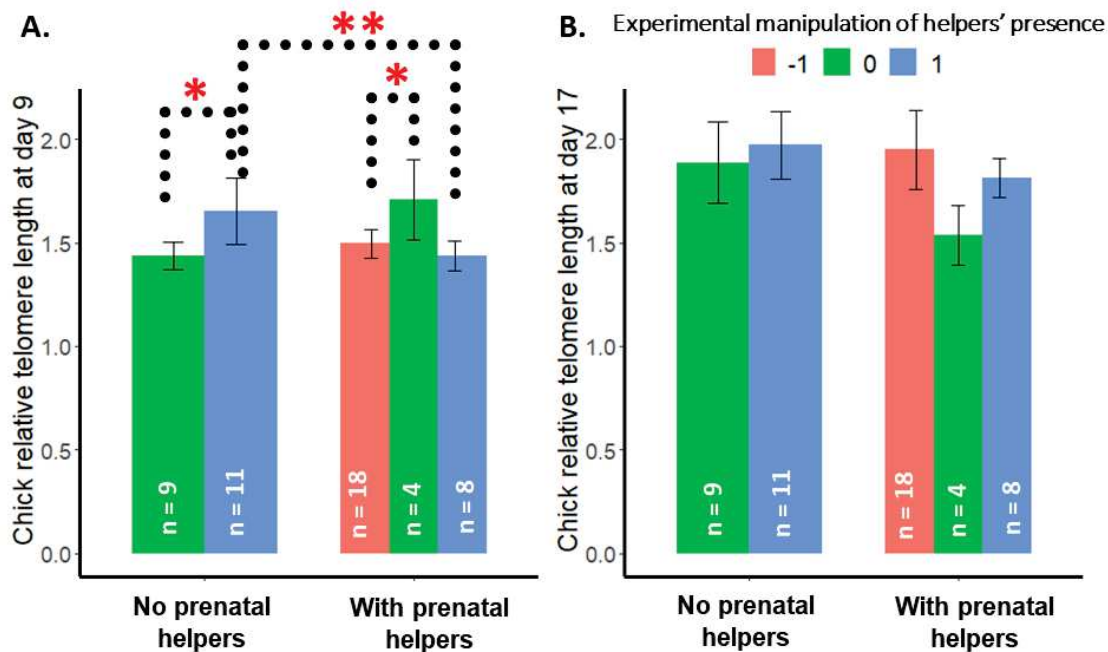 A.
**
*
*
Chick relative telomere length at day 9
2.0
1.5
1.0
0.5
0.0
n = 9
n = 11
n = 18
n = 4
n = 8
No prenatal
helpers
With prenatal
helpers
B.
Experimental manipulation of helpers’ presence
-1 0 1
Chick relative telomere length at day 17
2.0
1.5
1.0
0.5
0.0
n = 9
n = 11
n = 18
n = 4
n = 8
No prenatal
helpers
With prenatal
helpers